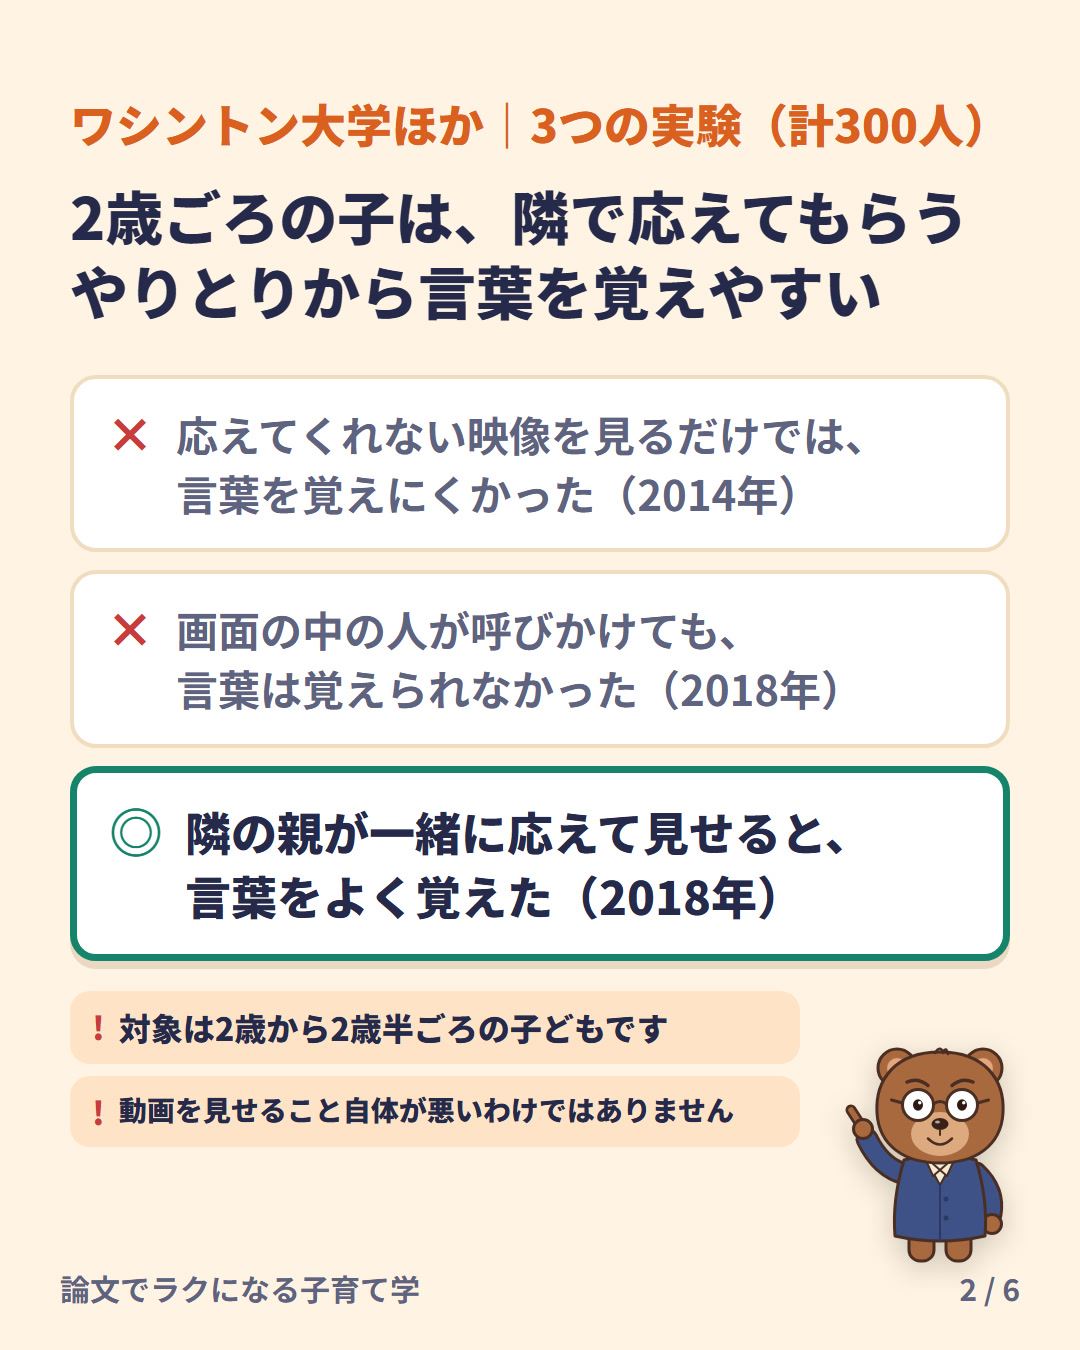 ワシントン大学ほか｜3つの実験（計300人）
2歳ごろの子は、隣で応えてもらう
やりとりから言葉を覚えやすい
✕ 応えてくれない映像を見るだけでは、
言葉を覚えにくかった（2014年）
✕ 画面の中の人が呼びかけても、
言葉は覚えられなかった（2018年）
◎ 隣の親が一緒に応えて見せると、
言葉をよく覚えた（2018年）
! 対象は2歳から2歳半ごろの子どもです
! 動画を見せること自体が悪いわけではありません
論文でラクになる子育て学
2 / 6